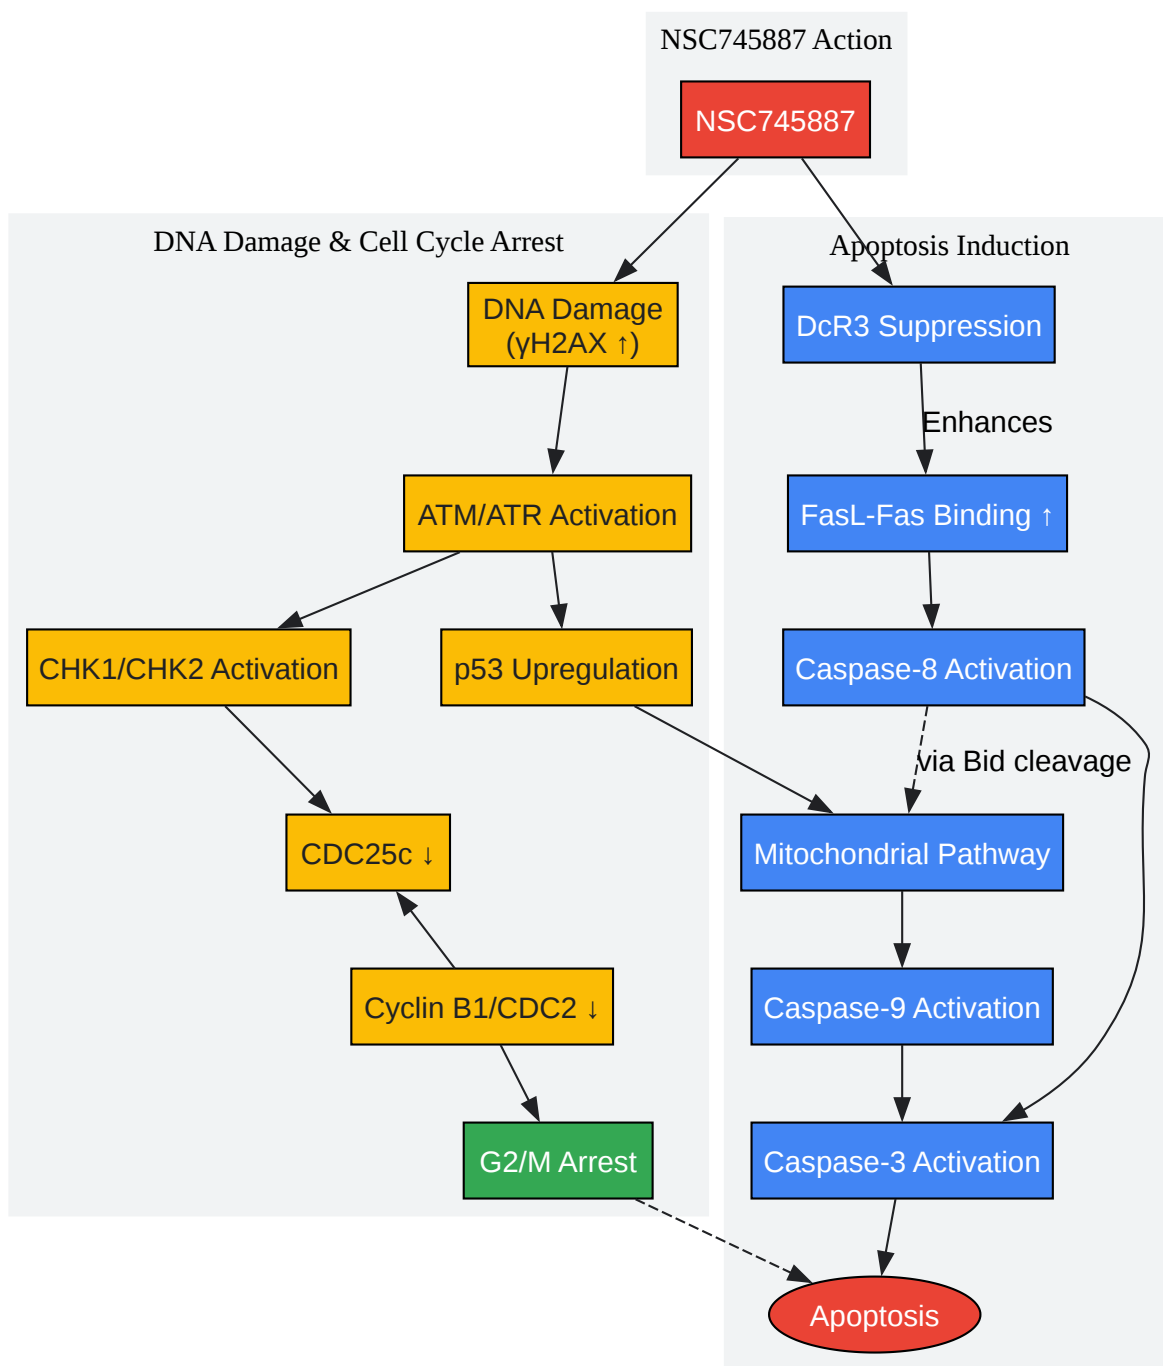 NSC745887 Action
NSC745887
DNA Damage & Cell Cycle Arrest
Apoptosis Induction
DNA Damage
(γH2AX ↑)
DcR3 Suppression
Enhances
ATM/ATR Activation
FasL-Fas Binding ↑
CHK1/CHK2 Activation
p53 Upregulation
Caspase-8 Activation
via Bid cleavage
CDC25c ↓
Mitochondrial Pathway
Cyclin B1/CDC2 ↓
Caspase-9 Activation
G2/M Arrest
Caspase-3 Activation
Apoptosis